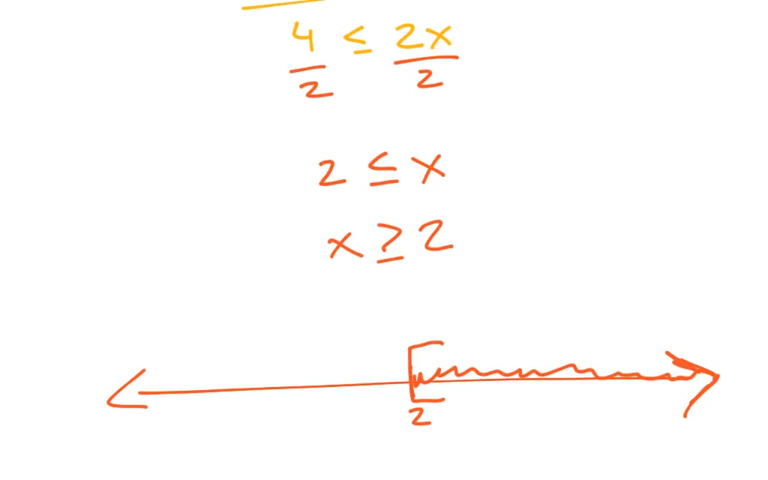 4 ≤ 2x
2 2
2 ≤ x
x ≥ 2
2